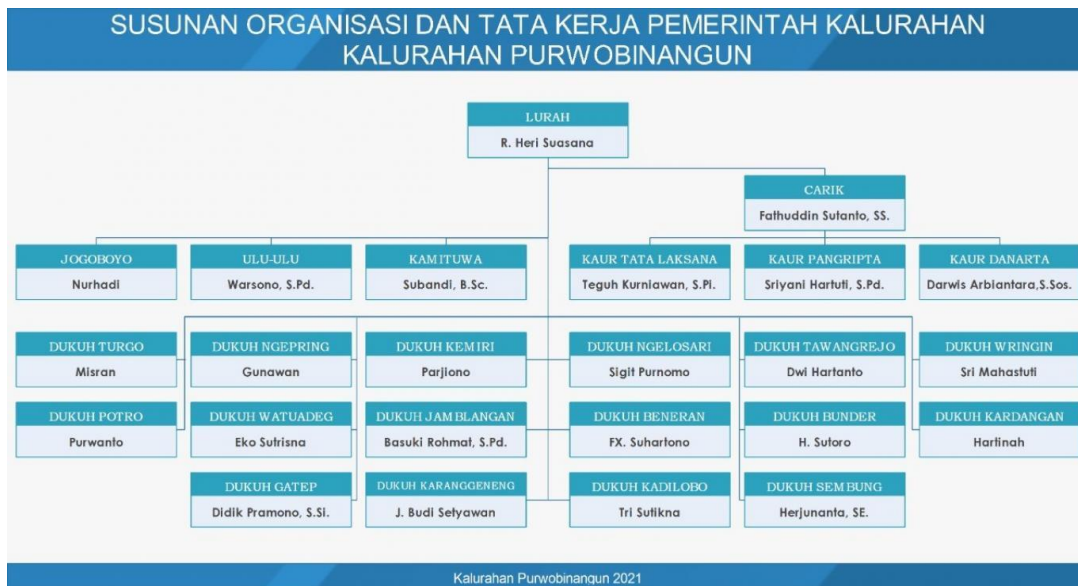 SUSUNAN ORGANISASI DAN TATA KERJA PEMERINTAH KALURAHAN
KALURAHAN PURWOBINANGUN
LURAH
R. Heri Suasana
CARIK
Fathuddin Sutanto, SS.
JOGOBOYO
Nurhadi
ULU-ULU
Warsono, S.Pd.
KAMITUWA
Subandi, B.Sc.
KAUR TATA LAKSANA
Teguh Kurniawan, S.Pi.
KAUR PANGRIPTA
Sriyani Hartuti, S.Pd.
KAUR DANARTA
Darwis Arbiantara,S.Sos.
DUKUH TURGO
Misran
DUKUH NGEPRING
Gunawan
DUKUH KEMIRI
Parjiono
DUKUH NGELOSARI
Sigit Purnomo
DUKUH TAWANGREJO
Dwi Hartanto
DUKUH WRINGIN
Sri Mahastuti
DUKUH POTRO
Purwanto
DUKUH WATUADEG
Eko Sutrisna
DUKUH JAMBLANGAN
Basuki Rohmat, S.Pd.
DUKUH BENERAN
FX. Suhartono
DUKUH BUNDER
H. Sutoro
DUKUH KARDANGAN
Hartinah
DUKUH GATEP
Didik Pramono, S.Si.
DUKUH KARANGGENENG
J. Budi Setyawan
DUKUH KADILOBO
Tri Sutikna
DUKUH SEMBUNG
Herjunanta, SE.
Kalurahan Purwobinangun 2021